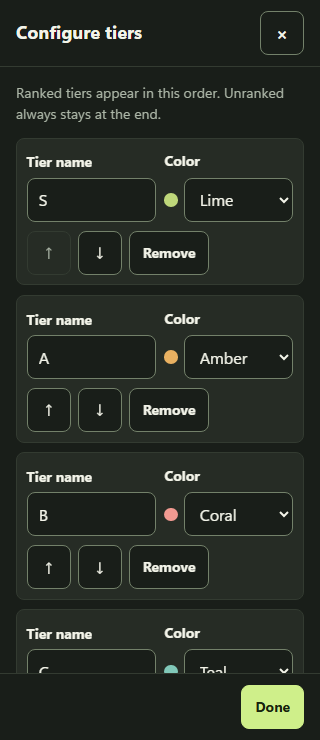 Configure tiers
×
Ranked tiers appear in this order. Unranked
always stays at the end.
Tier name Color
S Lime
↑ ↓ Remove
Tier name Color
A Amber
↑ ↓ Remove
Tier name Color
B Coral
↑ ↓ Remove
Tier name Color
C Teal
Done